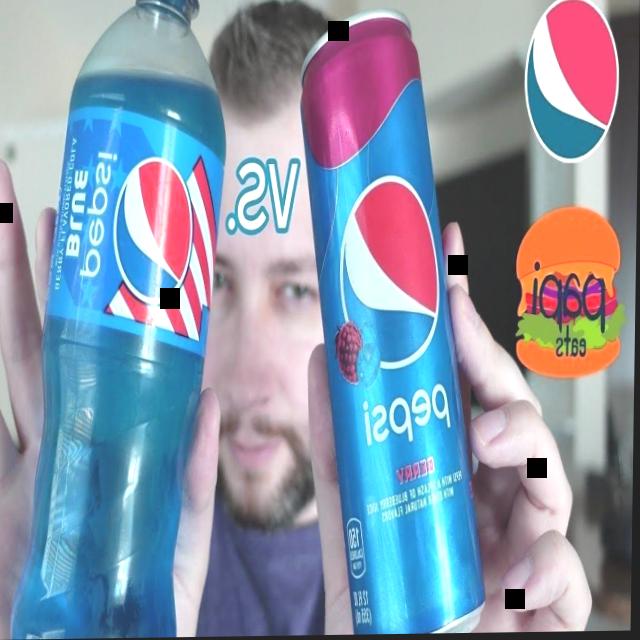 pepsi
BLUE
BERRY FLAVORED COLA
VS.
pepsi
BERRY
PEPSI WITH A SPLASH OF BLUEBERRY JUICE
WITH OTHER NATURAL FLAVORS
150
CALORIES
12 FL OZ
(355 ml)
papi
eats